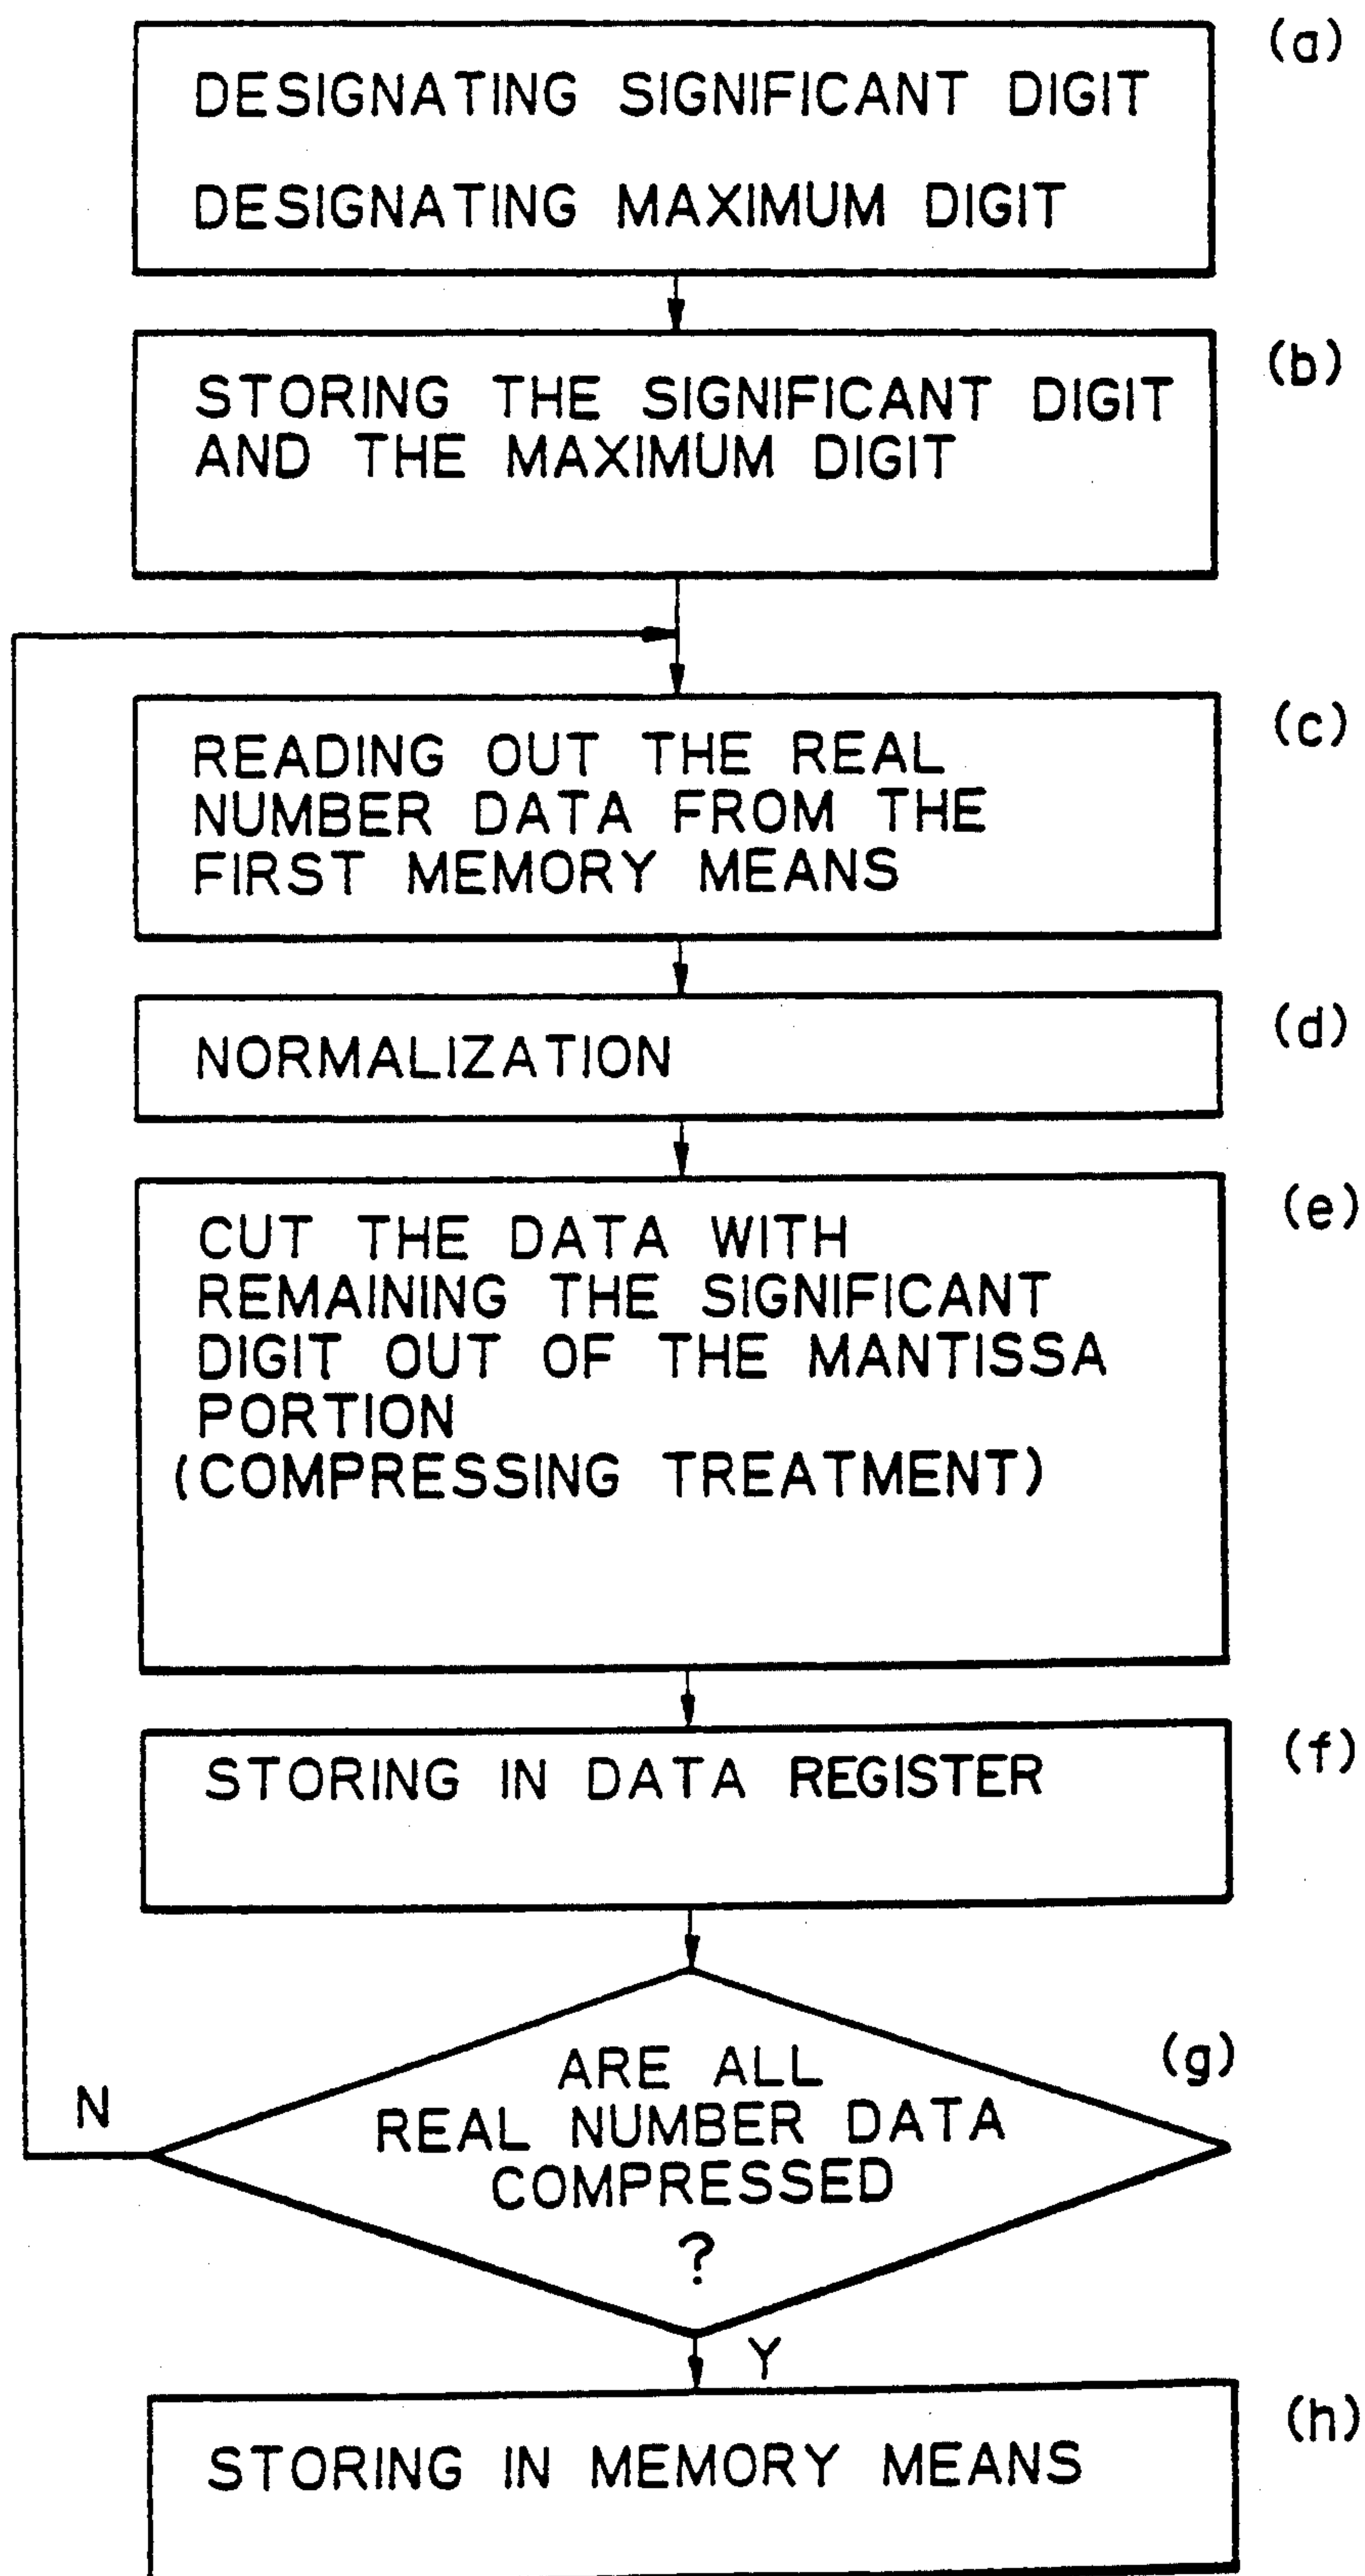 (a)
DESIGNATING SIGNIFICANT DIGIT
DESIGNATING MAXIMUM DIGIT
(b)
STORING THE SIGNIFICANT DIGIT
AND THE MAXIMUM DIGIT
(c)
READING OUT THE REAL
NUMBER DATA FROM THE
FIRST MEMORY MEANS
(d)
NORMALIZATION
(e)
CUT THE DATA WITH
REMAINING THE SIGNIFICANT
DIGIT OUT OF THE MANTISSA
PORTION
(COMPRESSING TREATMENT)
(f)
STORING IN DATA REGISTER
(g)
ARE ALL
REAL NUMBER DATA
COMPRESSED
?
N
Y
(h)
STORING IN MEMORY MEANS